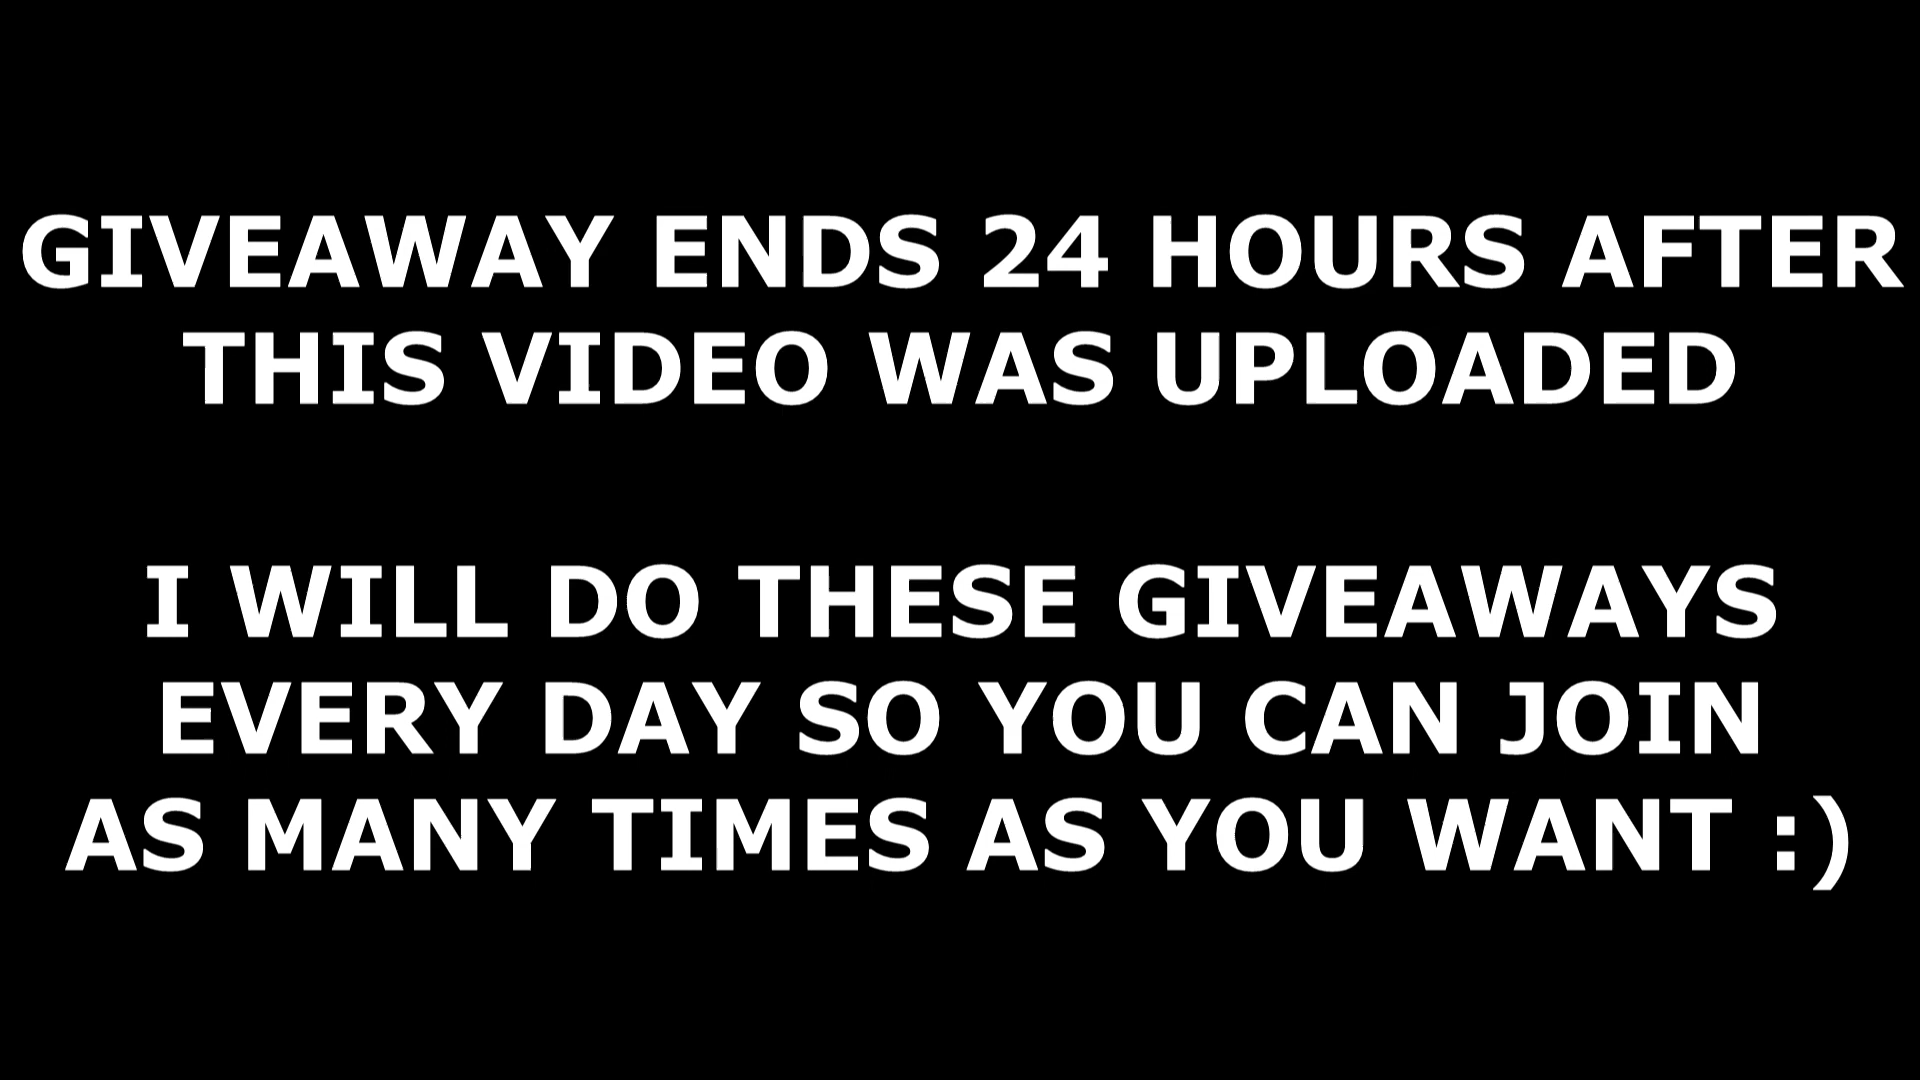 GIVEAWAY ENDS 24 HOURS AFTER
THIS VIDEO WAS UPLOADED
I WILL DO THESE GIVEAWAYS
EVERY DAY SO YOU CAN JOIN
AS MANY TIMES AS YOU WANT :)